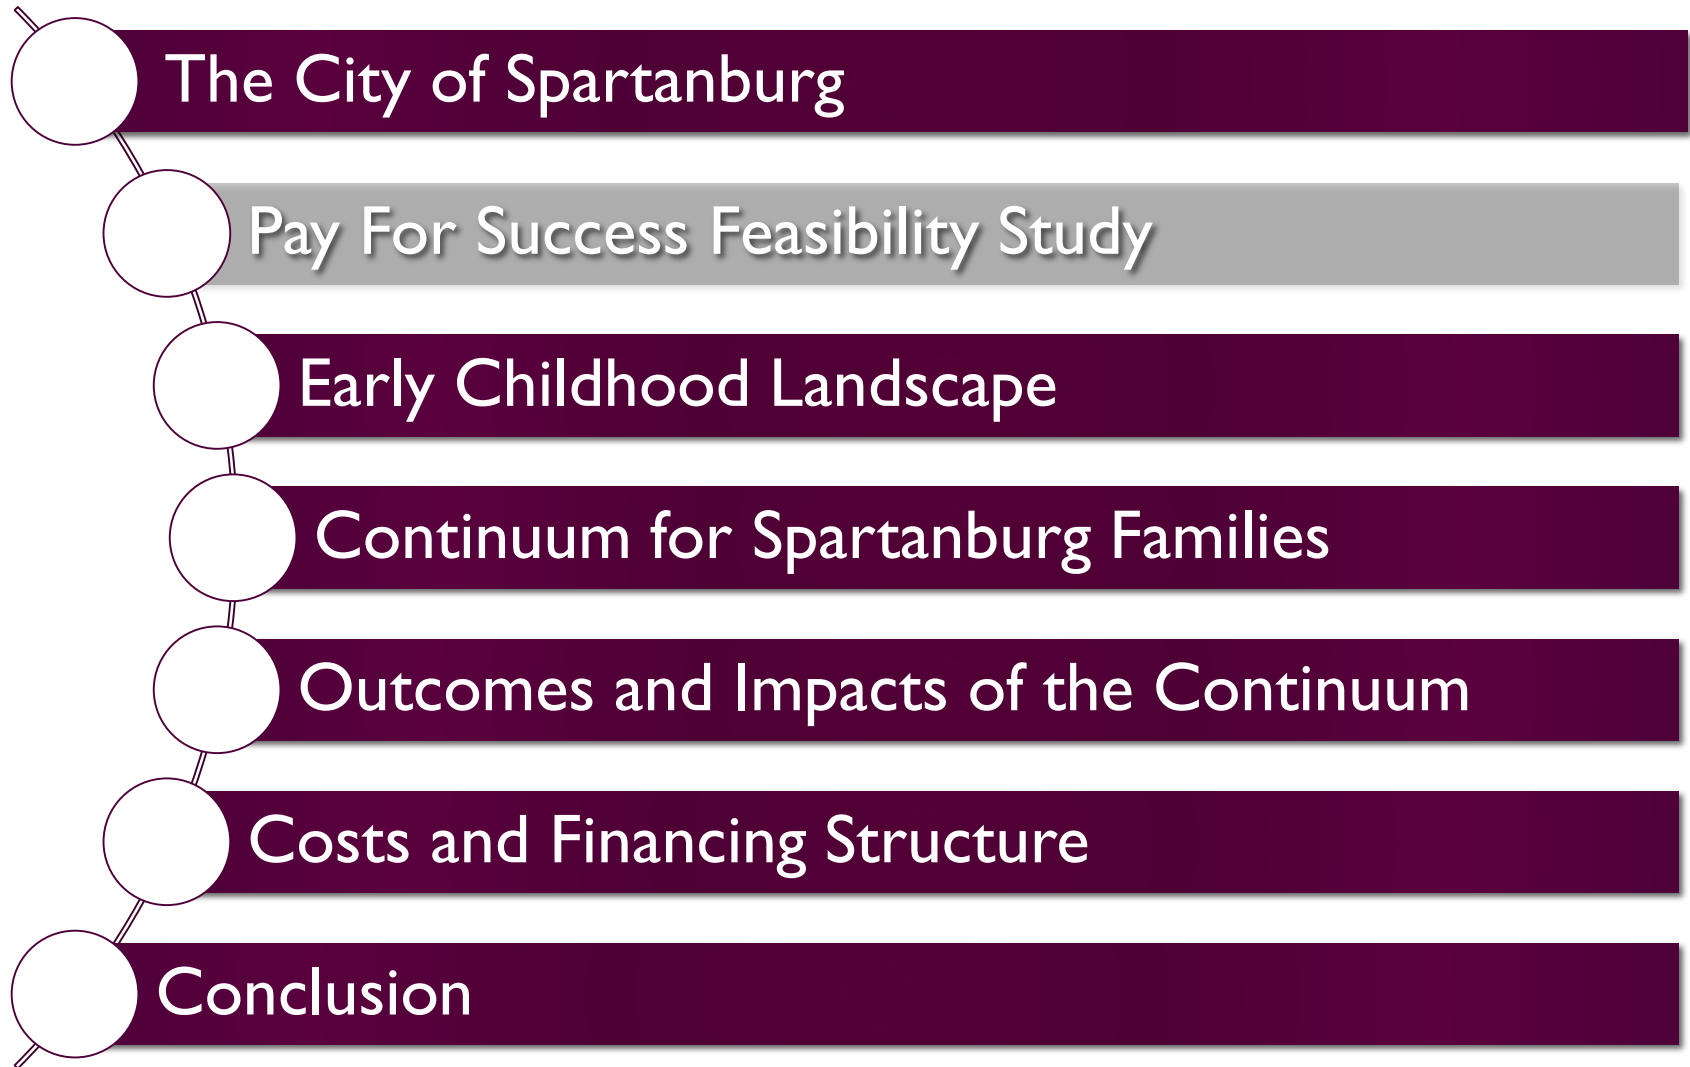 The City of Spartanburg
Pay For Success Feasibility Study
Early Childhood Landscape
Continuum for Spartanburg Families
Outcomes and Impacts of the Continuum
Costs and Financing Structure
Conclusion